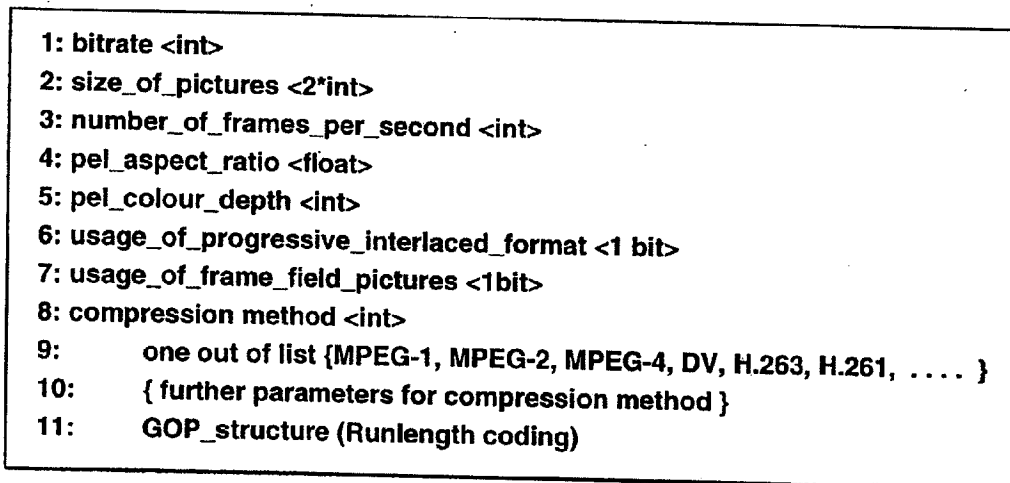 1: bitrate <int>
2: size_of_pictures <2*int>
3: number_of_frames_per_second <int>
4: pel_aspect_ratio <float>
5: pel_colour_depth <int>
6: usage_of_progressive_interlaced_format <1 bit>
7: usage_of_frame_field_pictures <1bit>
8: compression method <int>
9: one out of list {MPEG-1, MPEG-2, MPEG-4, DV, H.263, H.261, .... }
10: { further parameters for compression method }
11: GOP_structure (Runlength coding)